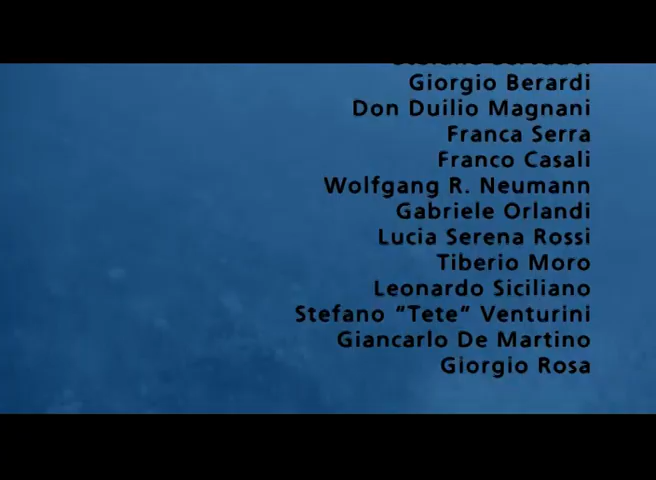 Giorgio Berardi
Don Duilio Magnani
Franca Serra
Franco Casali
Wolfgang R. Neumann
Gabriele Orlandi
Lucia Serena Rossi
Tiberio Moro
Leonardo Siciliano
Stefano “Tete” Venturini
Giancarlo De Martino
Giorgio Rosa